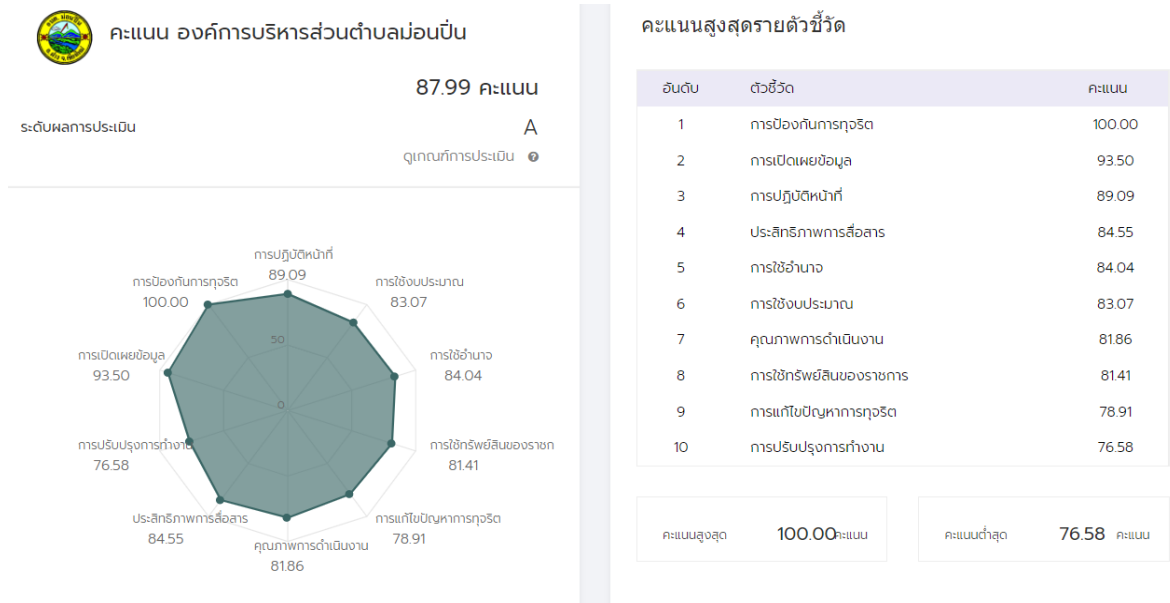 คะแนน องค์การบริหารส่วนตำบลม่อนปิ่น
87.99 คะแนน
ระดับผลการประเมิน A
ดูเกณฑ์การประเมิน
การปฏิบัติหน้าที่
89.09
การป้องกันการทุจริต
100.00
การใช้งบประมาณ
83.07
50
การเปิดเผยข้อมูล
93.50
การใช้อำนาจ
84.04
0
การปรับปรุงการทำงาน
76.58
การใช้ทรัพย์สินของราชก
81.41
ประสิทธิภาพการสื่อสาร
84.55
การแก้ไขปัญหาการทุจริต
78.91
คุณภาพการดำเนินงาน
81.86
คะแนนสูงสุดรายตัวชี้วัด
อันดับ ตัวชี้วัด คะแนน
1 การป้องกันการทุจริต 100.00
2 การเปิดเผยข้อมูล 93.50
3 การปฏิบัติหน้าที่ 89.09
4 ประสิทธิภาพการสื่อสาร 84.55
5 การใช้อำนาจ 84.04
6 การใช้งบประมาณ 83.07
7 คุณภาพการดำเนินงาน 81.86
8 การใช้ทรัพย์สินของราชการ 81.41
9 การแก้ไขปัญหาการทุจริต 78.91
10 การปรับปรุงการทำงาน 76.58
คะแนนสูงสุด 100.00 คะแนน
คะแนนต่ำสุด 76.58 คะแนน